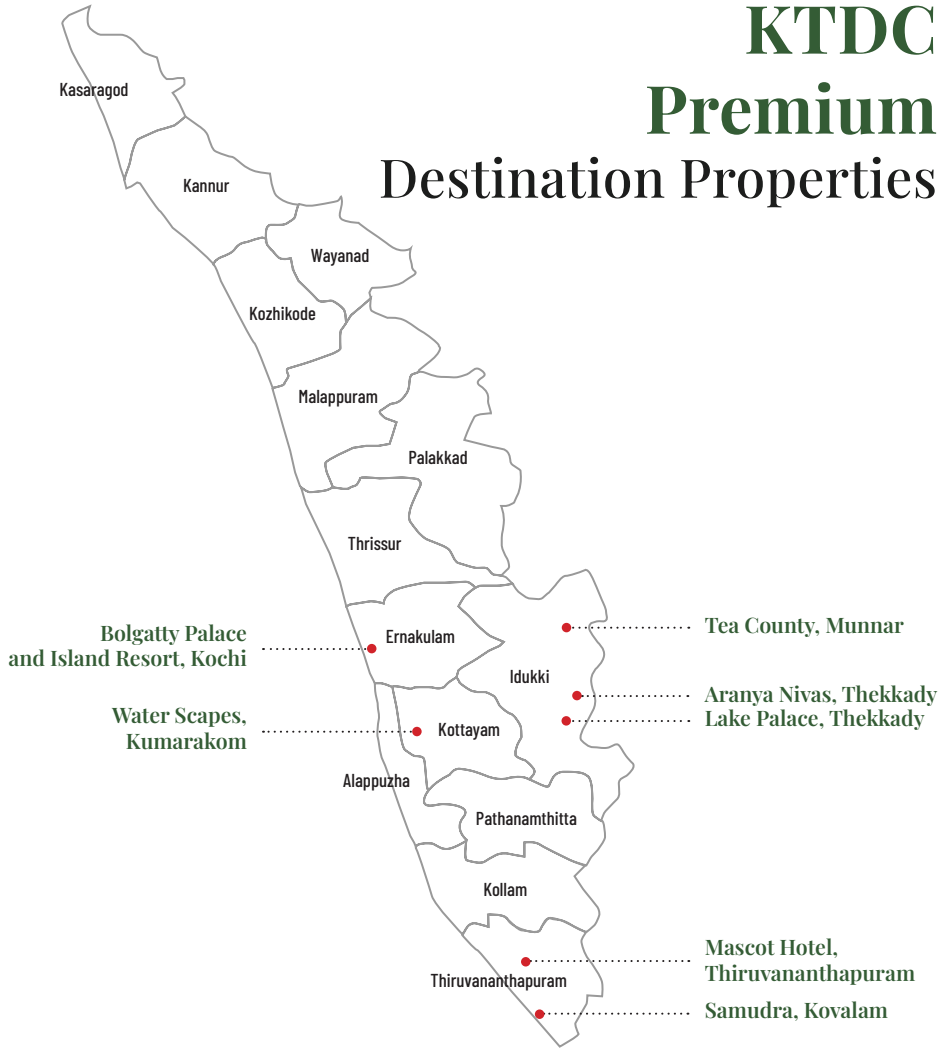 KTDC
Premium
Destination Properties
Kasaragod
Kannur
Wayanad
Kozhikode
Malappuram
Palakkad
Thrissur
Ernakulam
Bolgatty Palace
and Island Resort, Kochi
Tea County, Munnar
Idukki
Aranya Nivas, Thekkady
Lake Palace, Thekkady
Water Scapes,
Kumarakom
Kottayam
Alappuzha
Pathanamthitta
Kollam
Mascot Hotel,
Thiruvananthapuram
Thiruvananthapuram
Samudra, Kovalam